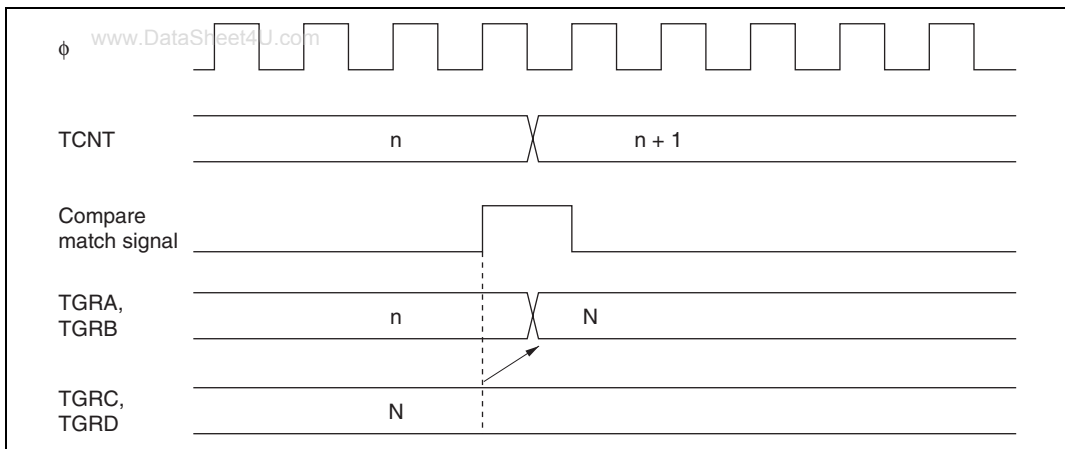 www.DataSheet4U.com
ϕ
TCNT
n
n + 1
Compare
match signal
TGRA,
TGRB
n
N
TGRC,
TGRD
N